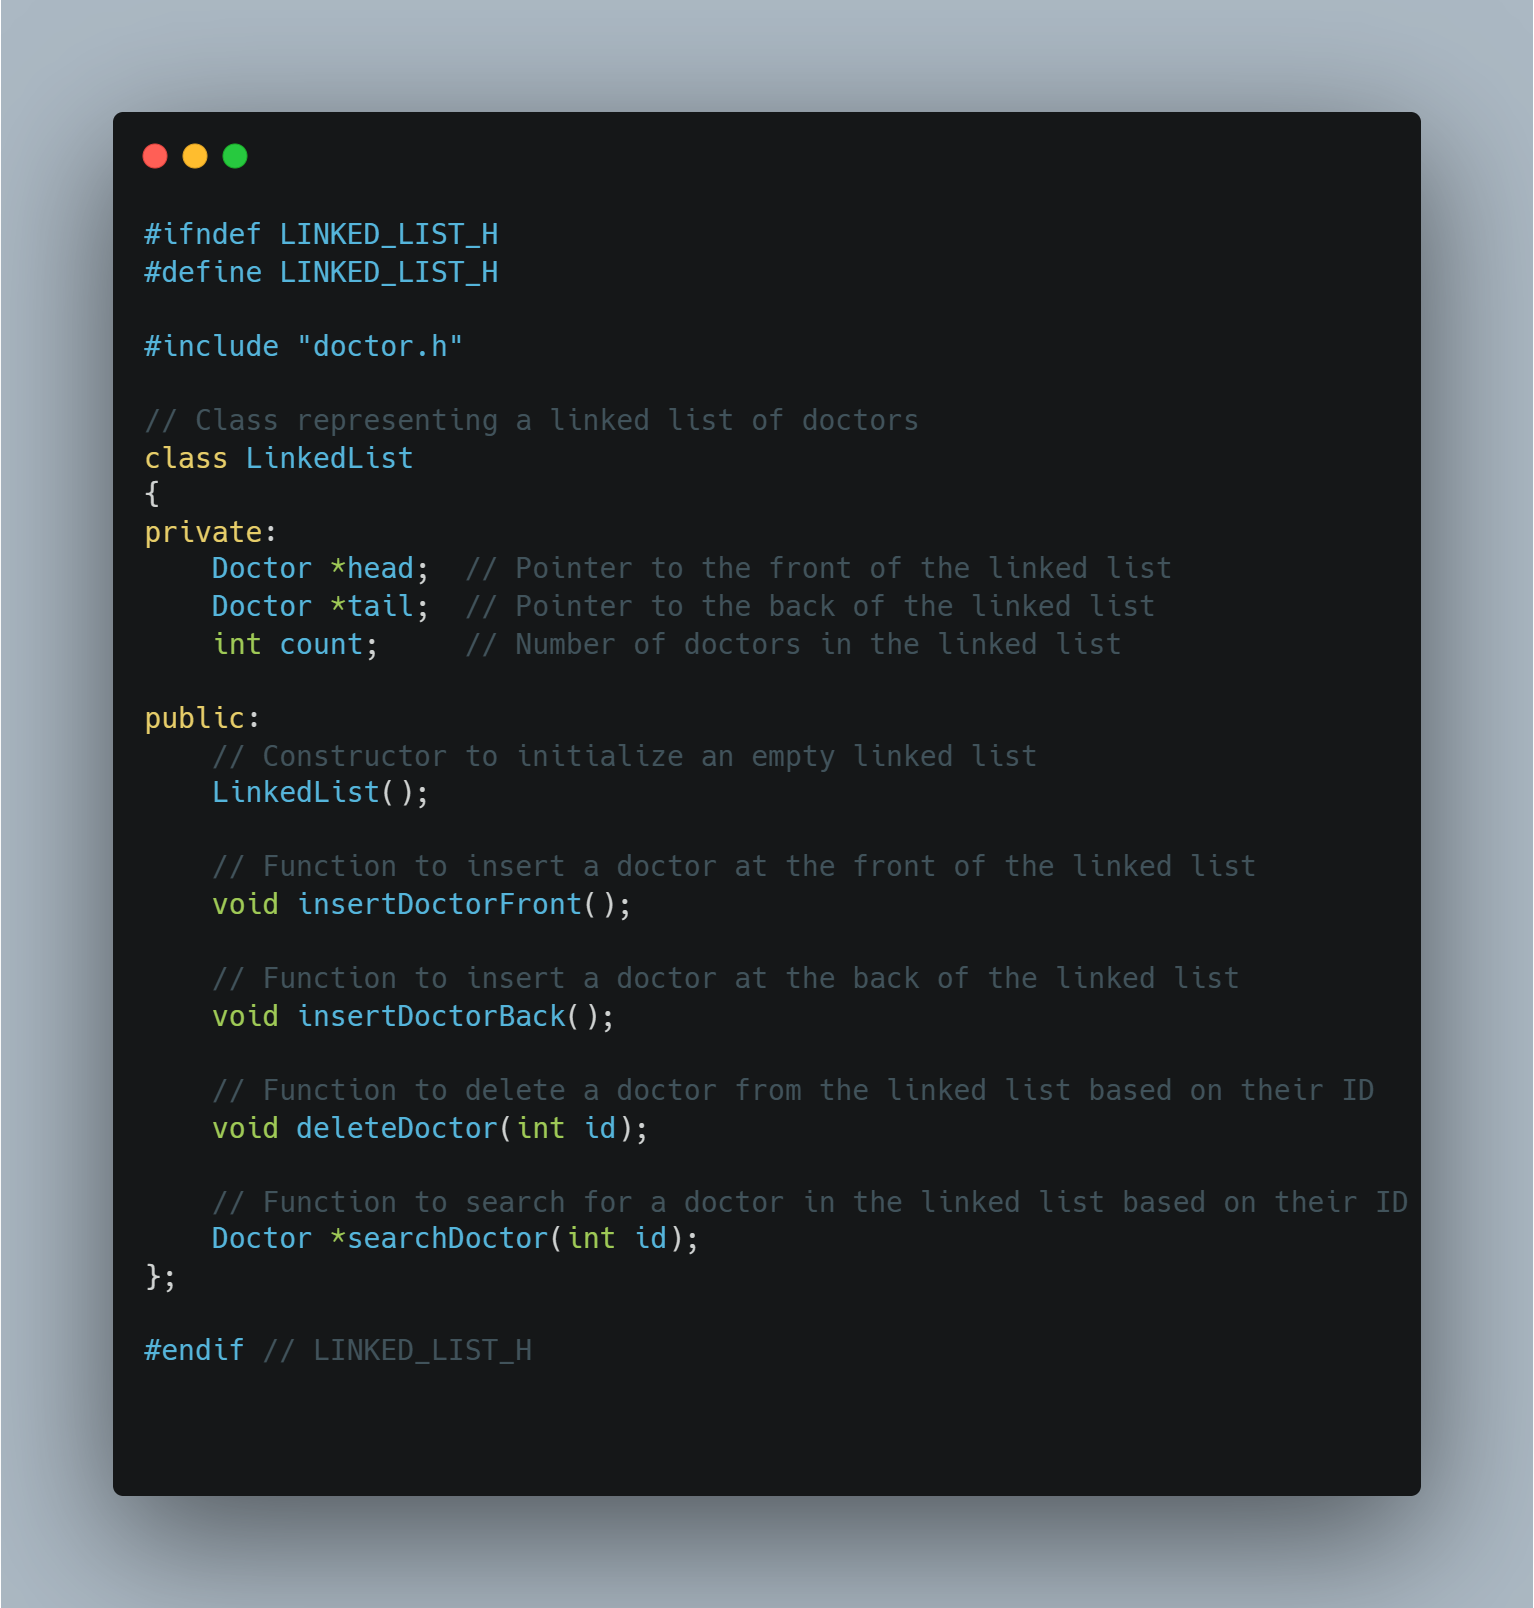 #ifndef LINKED_LIST_H
#define LINKED_LIST_H

#include "doctor.h"

// Class representing a linked list of doctors
class LinkedList
{
private:
    Doctor *head;  // Pointer to the front of the linked list
    Doctor *tail;  // Pointer to the back of the linked list
    int count;     // Number of doctors in the linked list

public:
    // Constructor to initialize an empty linked list
    LinkedList();

    // Function to insert a doctor at the front of the linked list
    void insertDoctorFront();

    // Function to insert a doctor at the back of the linked list
    void insertDoctorBack();

    // Function to delete a doctor from the linked list based on their ID
    void deleteDoctor(int id);

    // Function to search for a doctor in the linked list based on their ID
    Doctor *searchDoctor(int id);
};

#endif // LINKED_LIST_H